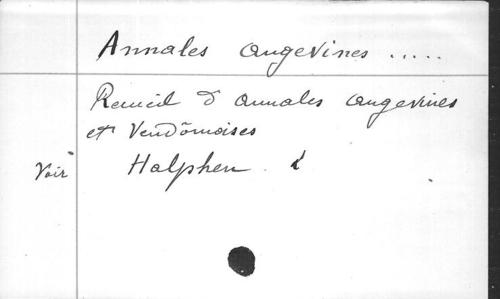 Annales angevines .....
Recueil d'annales angevines
et Vendômoises
Voir Halphen